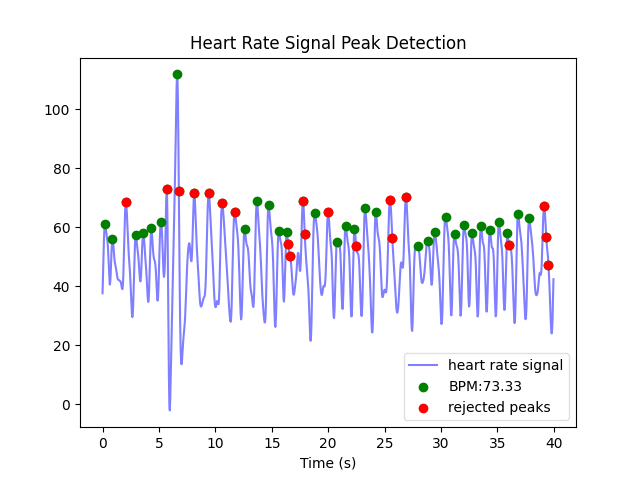 Heart Rate Signal Peak Detection
100
80
60
40
20
0
0 5 10 15 20 25 30 35 40
Time (s)
heart rate signal
BPM:73.33
rejected peaks